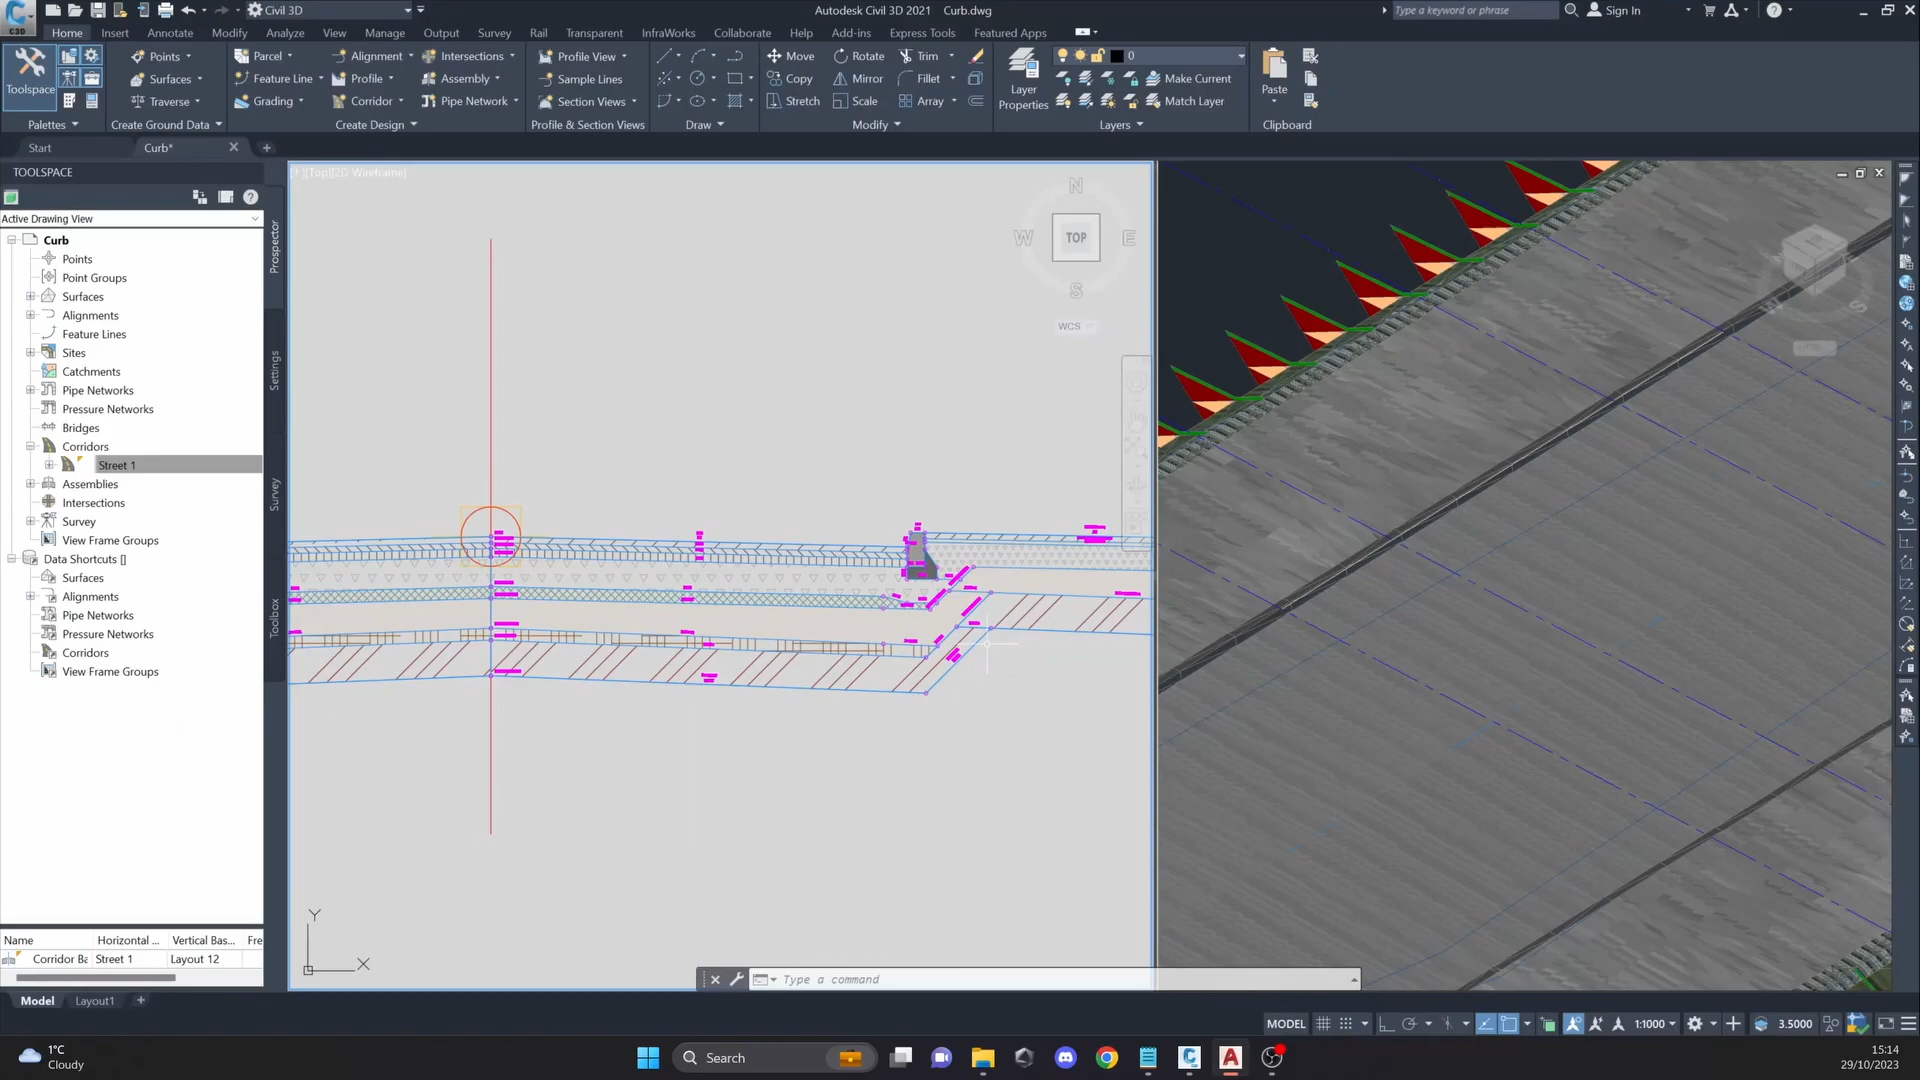 C3D
Civil 3D
Autodesk Civil 3D 2021 Curb.dwg
Type a keyword or phrase
Sign In
Home Insert Annotate Modify Analyze View Manage Output Survey Rail Transparent InfraWorks Collaborate Help Add-ins Express Tools Featured Apps
Points Parcel Alignment Intersections Profile View Move Rotate Trim 0
Toolspace Surfaces Feature Line Profile Assembly Sample Lines Copy Mirror Fillet Layer Properties Make Current Paste
Traverse Grading Corridor Pipe Network Section Views Stretch Scale Array Match Layer
Palettes Create Ground Data Create Design Profile & Section Views Draw Modify Layers Clipboard
Start Curb*
TOOLSPACE
Active Drawing View
Curb
Points
Point Groups
Surfaces
Alignments
Feature Lines
Sites
Catchments
Pipe Networks
Pressure Networks
Bridges
Corridors
Street 1
Assemblies
Intersections
Survey
View Frame Groups
Data Shortcuts []
Surfaces
Alignments
Pipe Networks
Pressure Networks
Corridors
View Frame Groups
Prospector
Settings
Survey
Toolbox
[Top][2D Wireframe]
N
W TOP E
S
WCS
S
Y
X
Name Horizontal ... Vertical Bas... Fre
Corridor Ba Street 1 Layout 12
Type a command
Model Layout1
MODEL 1:1000 3.5000
1°C
Cloudy
Search
15:14
29/10/2023